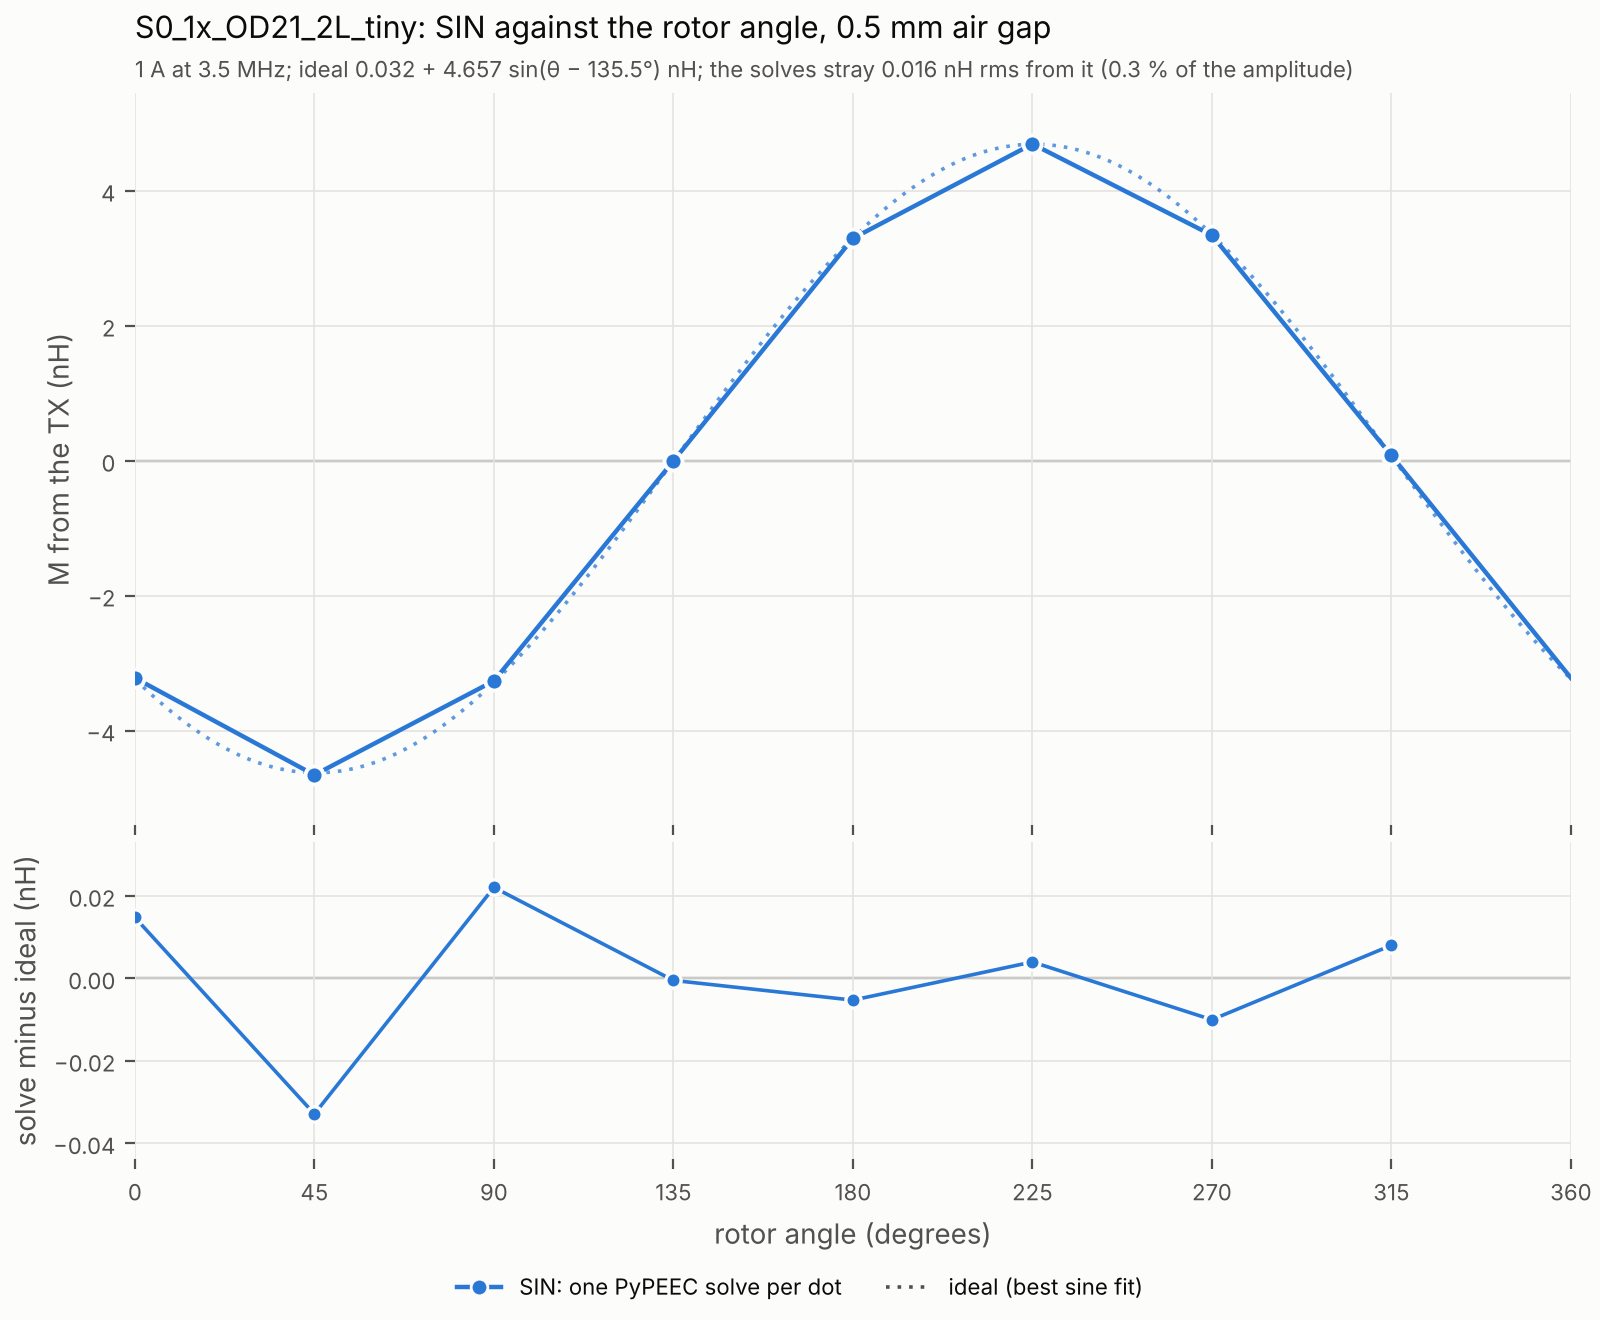 S0_1x_OD21_2L_tiny: SIN against the rotor angle, 0.5 mm air gap
1 A at 3.5 MHz; ideal 0.032 + 4.657 sin(θ − 135.5°) nH; the solves stray 0.016 nH rms from it (0.3 % of the amplitude)
M from the TX (nH)
4
2
0
−2
−4
solve minus ideal (nH)
0.02
0.00
−0.02
−0.04
0 45 90 135 180 225 270 315 360
rotor angle (degrees)
SIN: one PyPEEC solve per dot ideal (best sine fit)